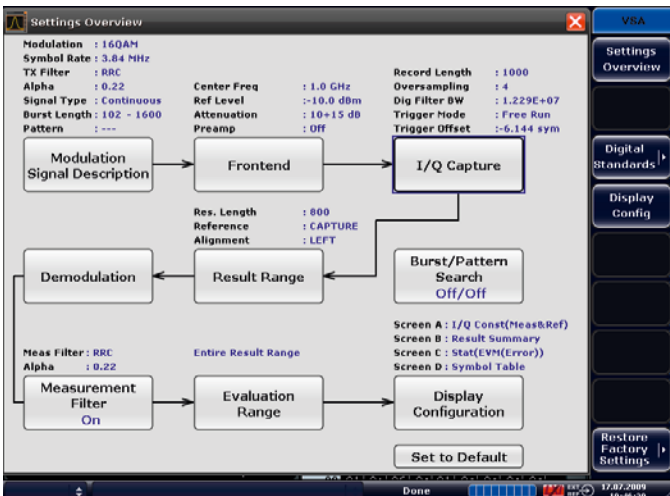 Settings Overview
VSA
Modulation : 16QAM
Symbol Rate : 3.84 MHz
TX Filter : RRC
Alpha : 0.22
Signal Type : Continuous
Burst Length : 102 - 1600
Pattern : ---
Center Freq : 1.0 GHz
Ref Level :-10.0 dBm
Attenuation : 10+15 dB
Preamp : Off
Record Length : 1000
Oversampling : 4
Dig Filter BW : 1.229E+07
Trigger Mode : Free Run
Trigger Offset :-6.144 sym
Modulation
Signal Description
Frontend
I/Q Capture
Res. Length : 800
Reference : CAPTURE
Alignment : LEFT
Demodulation
Result Range
Burst/Pattern
Search
Off/Off
Meas Filter : RRC
Alpha : 0.22
Entire Result Range
Screen A : I/Q Const(Meas&Ref)
Screen B : Result Summary
Screen C : Stat(EVM(Error))
Screen D : Symbol Table
Measurement
Filter
On
Evaluation
Range
Display
Configuration
Set to Default
Settings
Overview
Digital
Standards
Display
Config
Restore
Factory
Settings
Done
EXT
17.07.2009